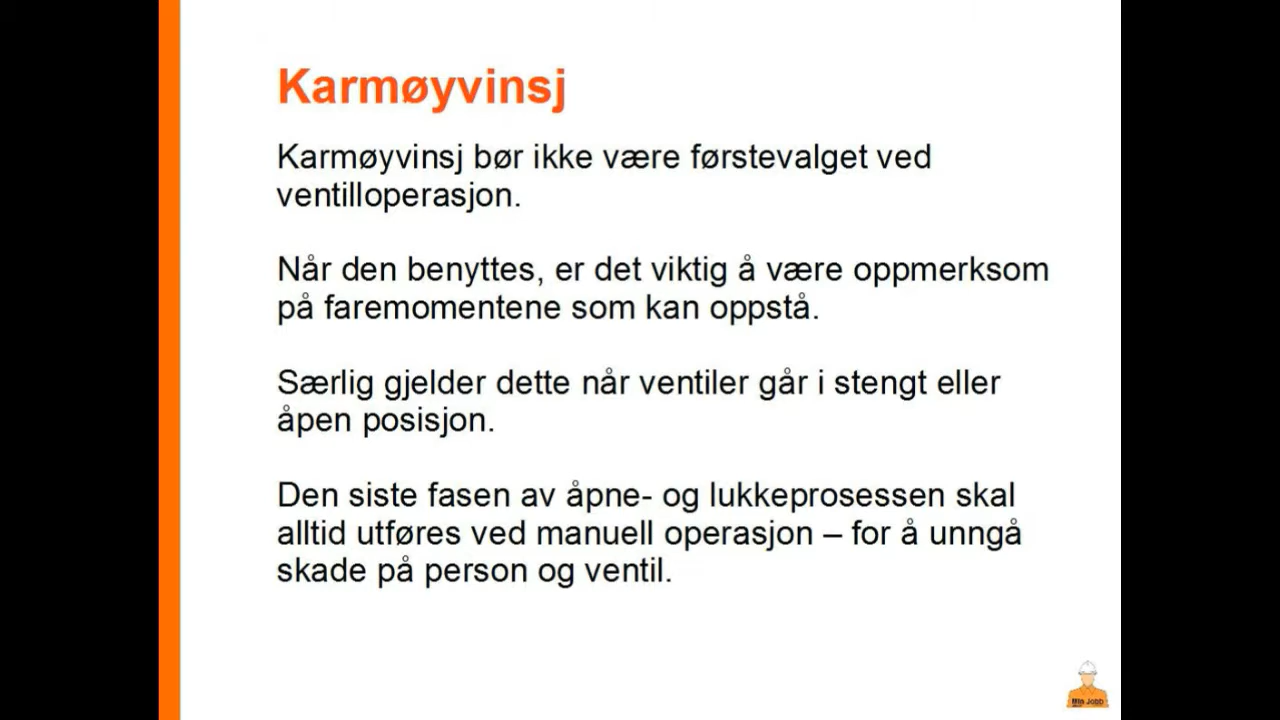 Karmøyvinsj
Karmøyvinsj bør ikke være førstevalget ved
ventilloperasjon.
Når den benyttes, er det viktig å være oppmerksom
på faremomentene som kan oppstå.
Særlig gjelder dette når ventiler går i stengt eller
åpen posisjon.
Den siste fasen av åpne- og lukkeprosessen skal
alltid utføres ved manuell operasjon – for å unngå
skade på person og ventil.
Min Jobb